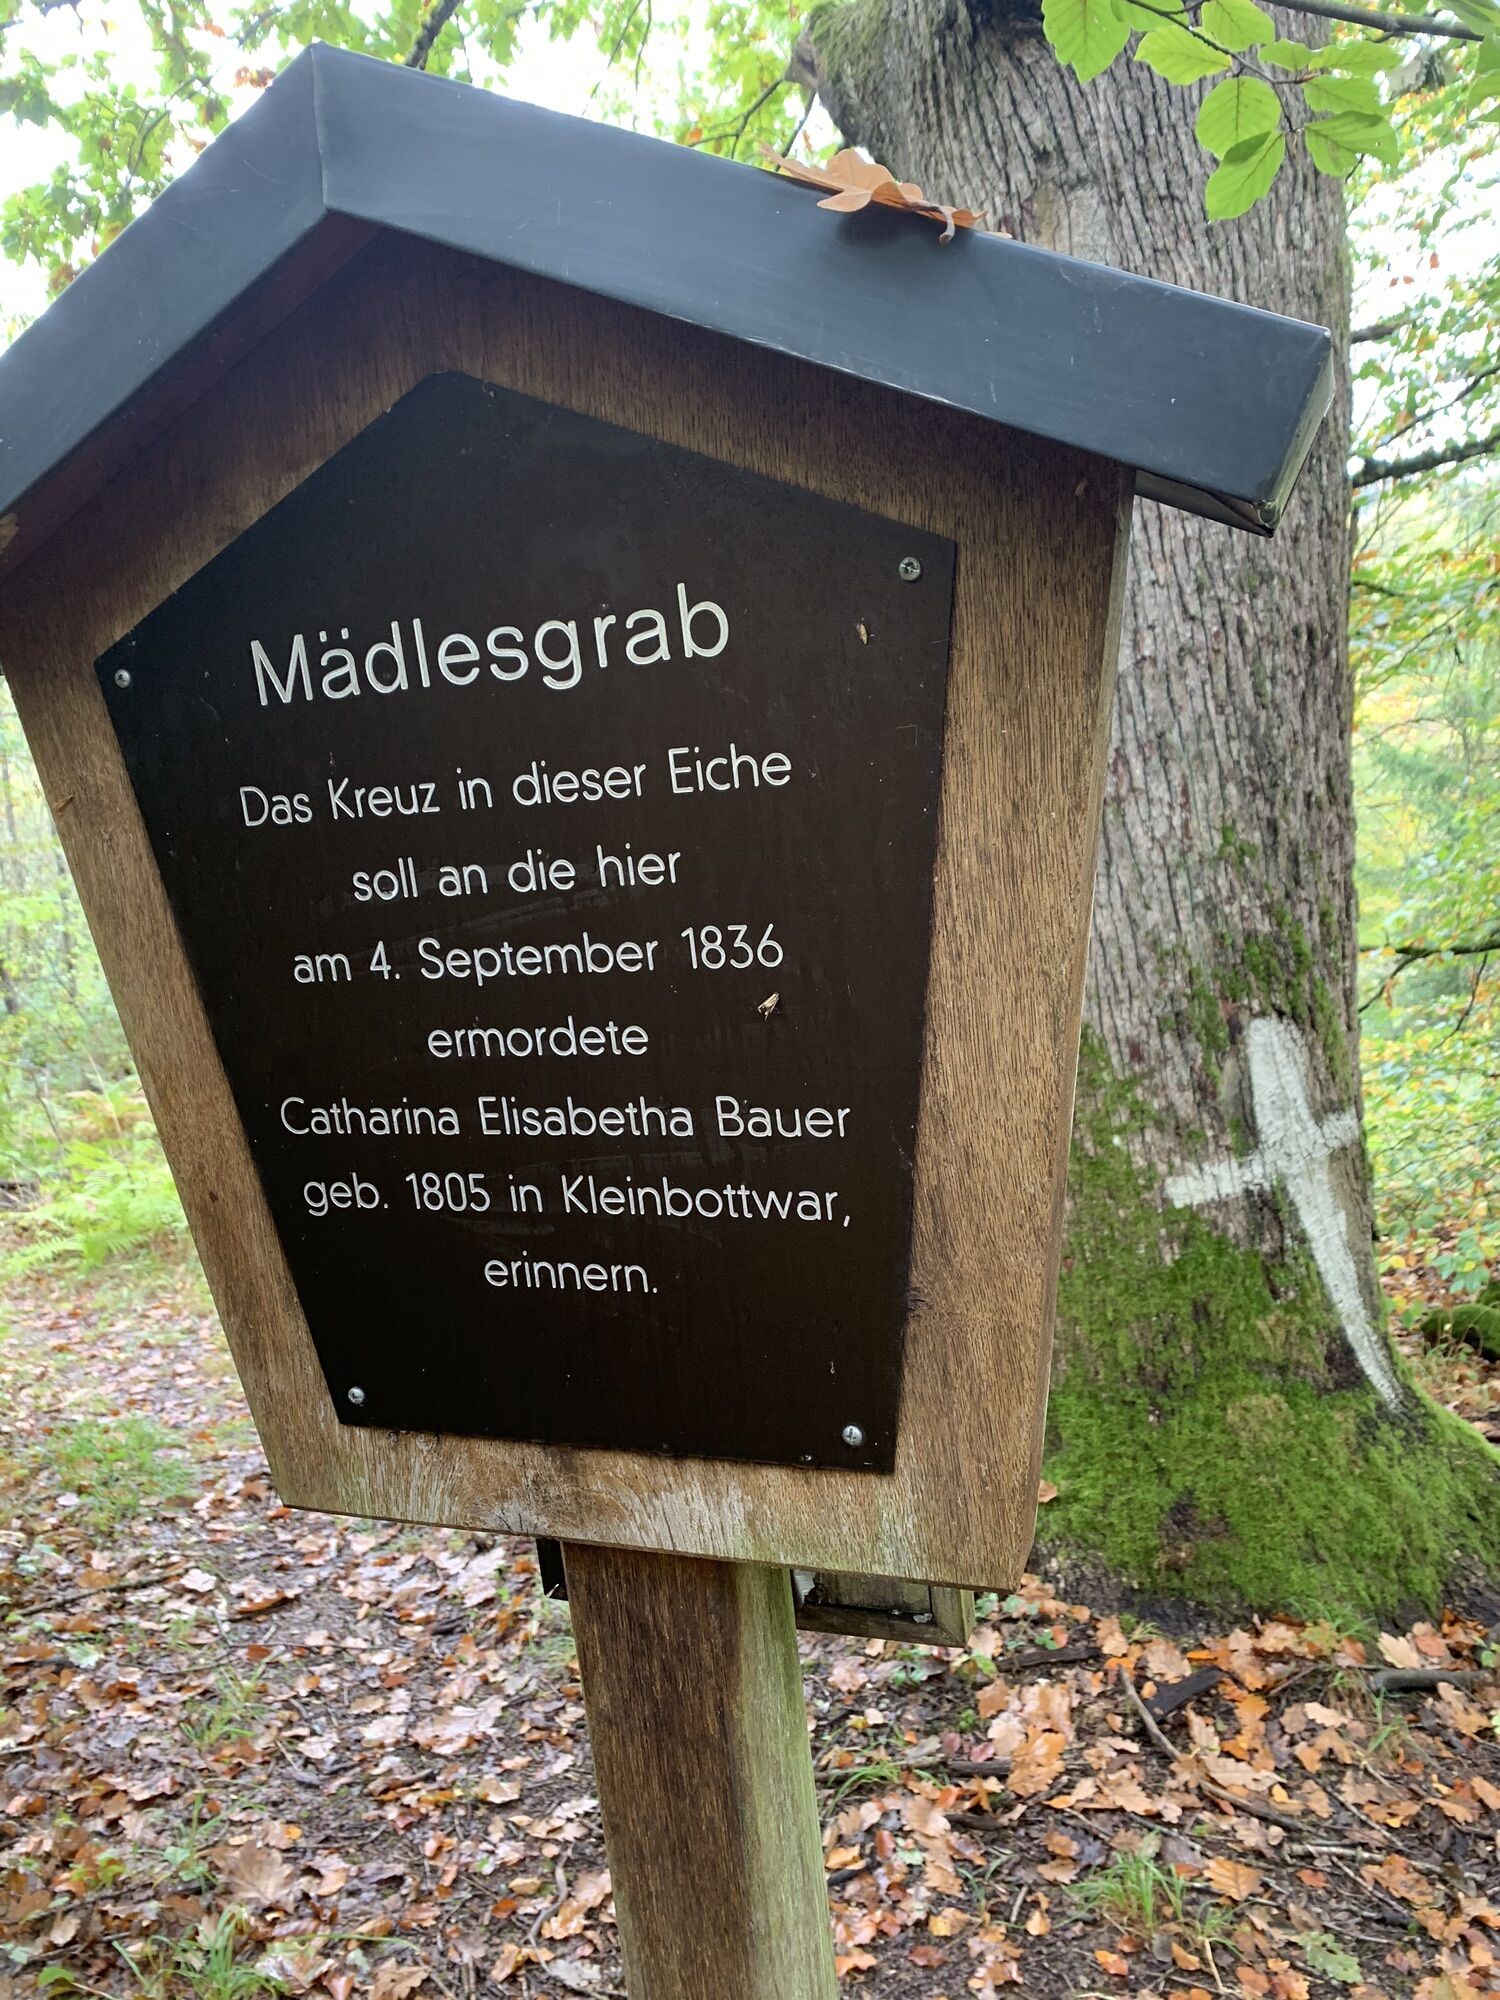 Mädlesgrab
Das Kreuz in dieser Eiche
soll an die hier
am 4. September 1836
ermordete
Catharina Elisabetha Bauer
geb. 1805 in Kleinbottwar,
erinnern.